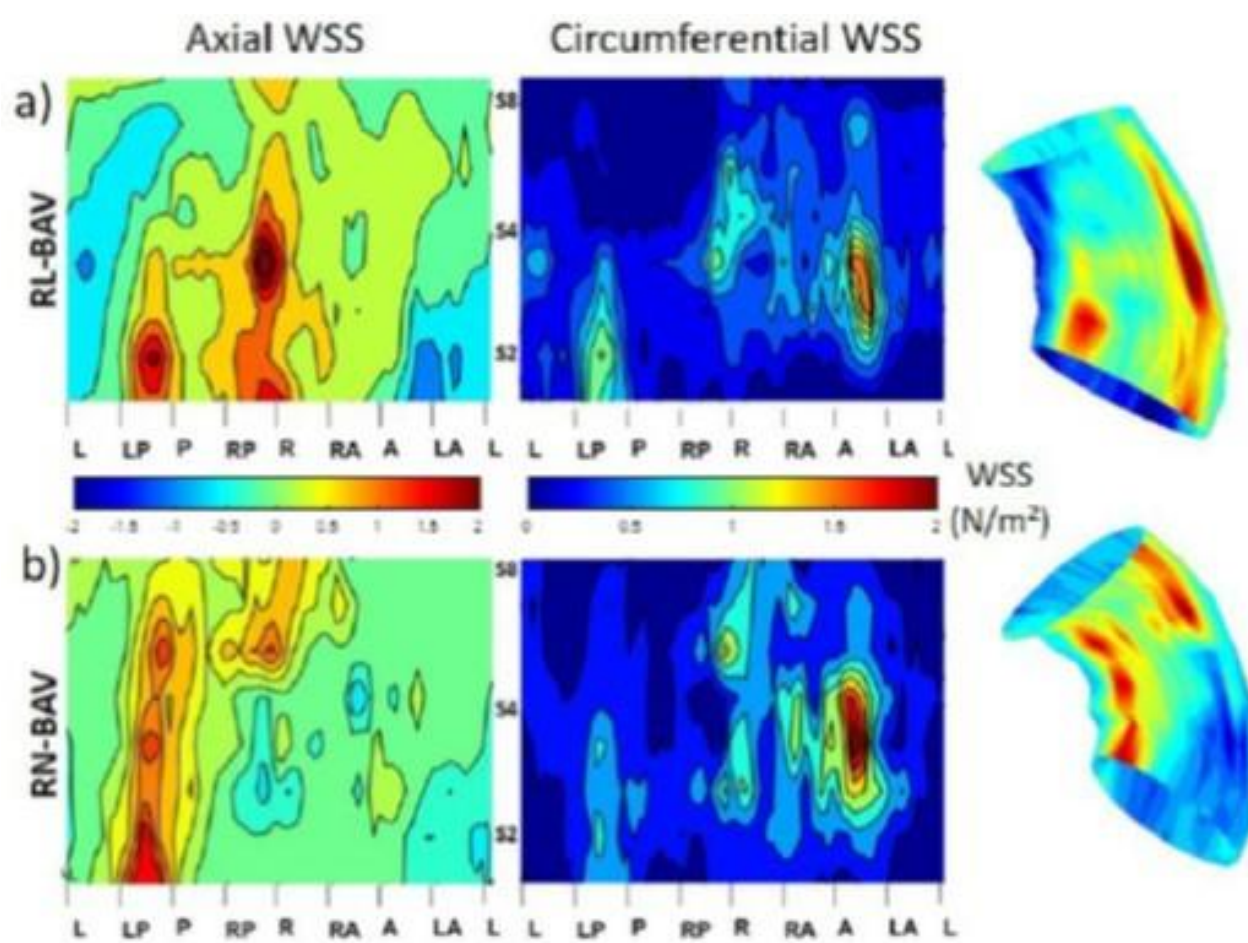 Axial WSS
Circumferential WSS
a)
RL-BAV
S8
S4
S2
L LP P RP R RA A LA L
L LP P RP R RA A LA L
-2 -1.5 -1 -0.5 0 0.5 1 1.5 2
0 0.5 1 1.5 2
WSS
(N/m²)
b)
RN-BAV
S8
S4
S2
L LP P RP R RA A LA L
L LP P RP R RA A LA L